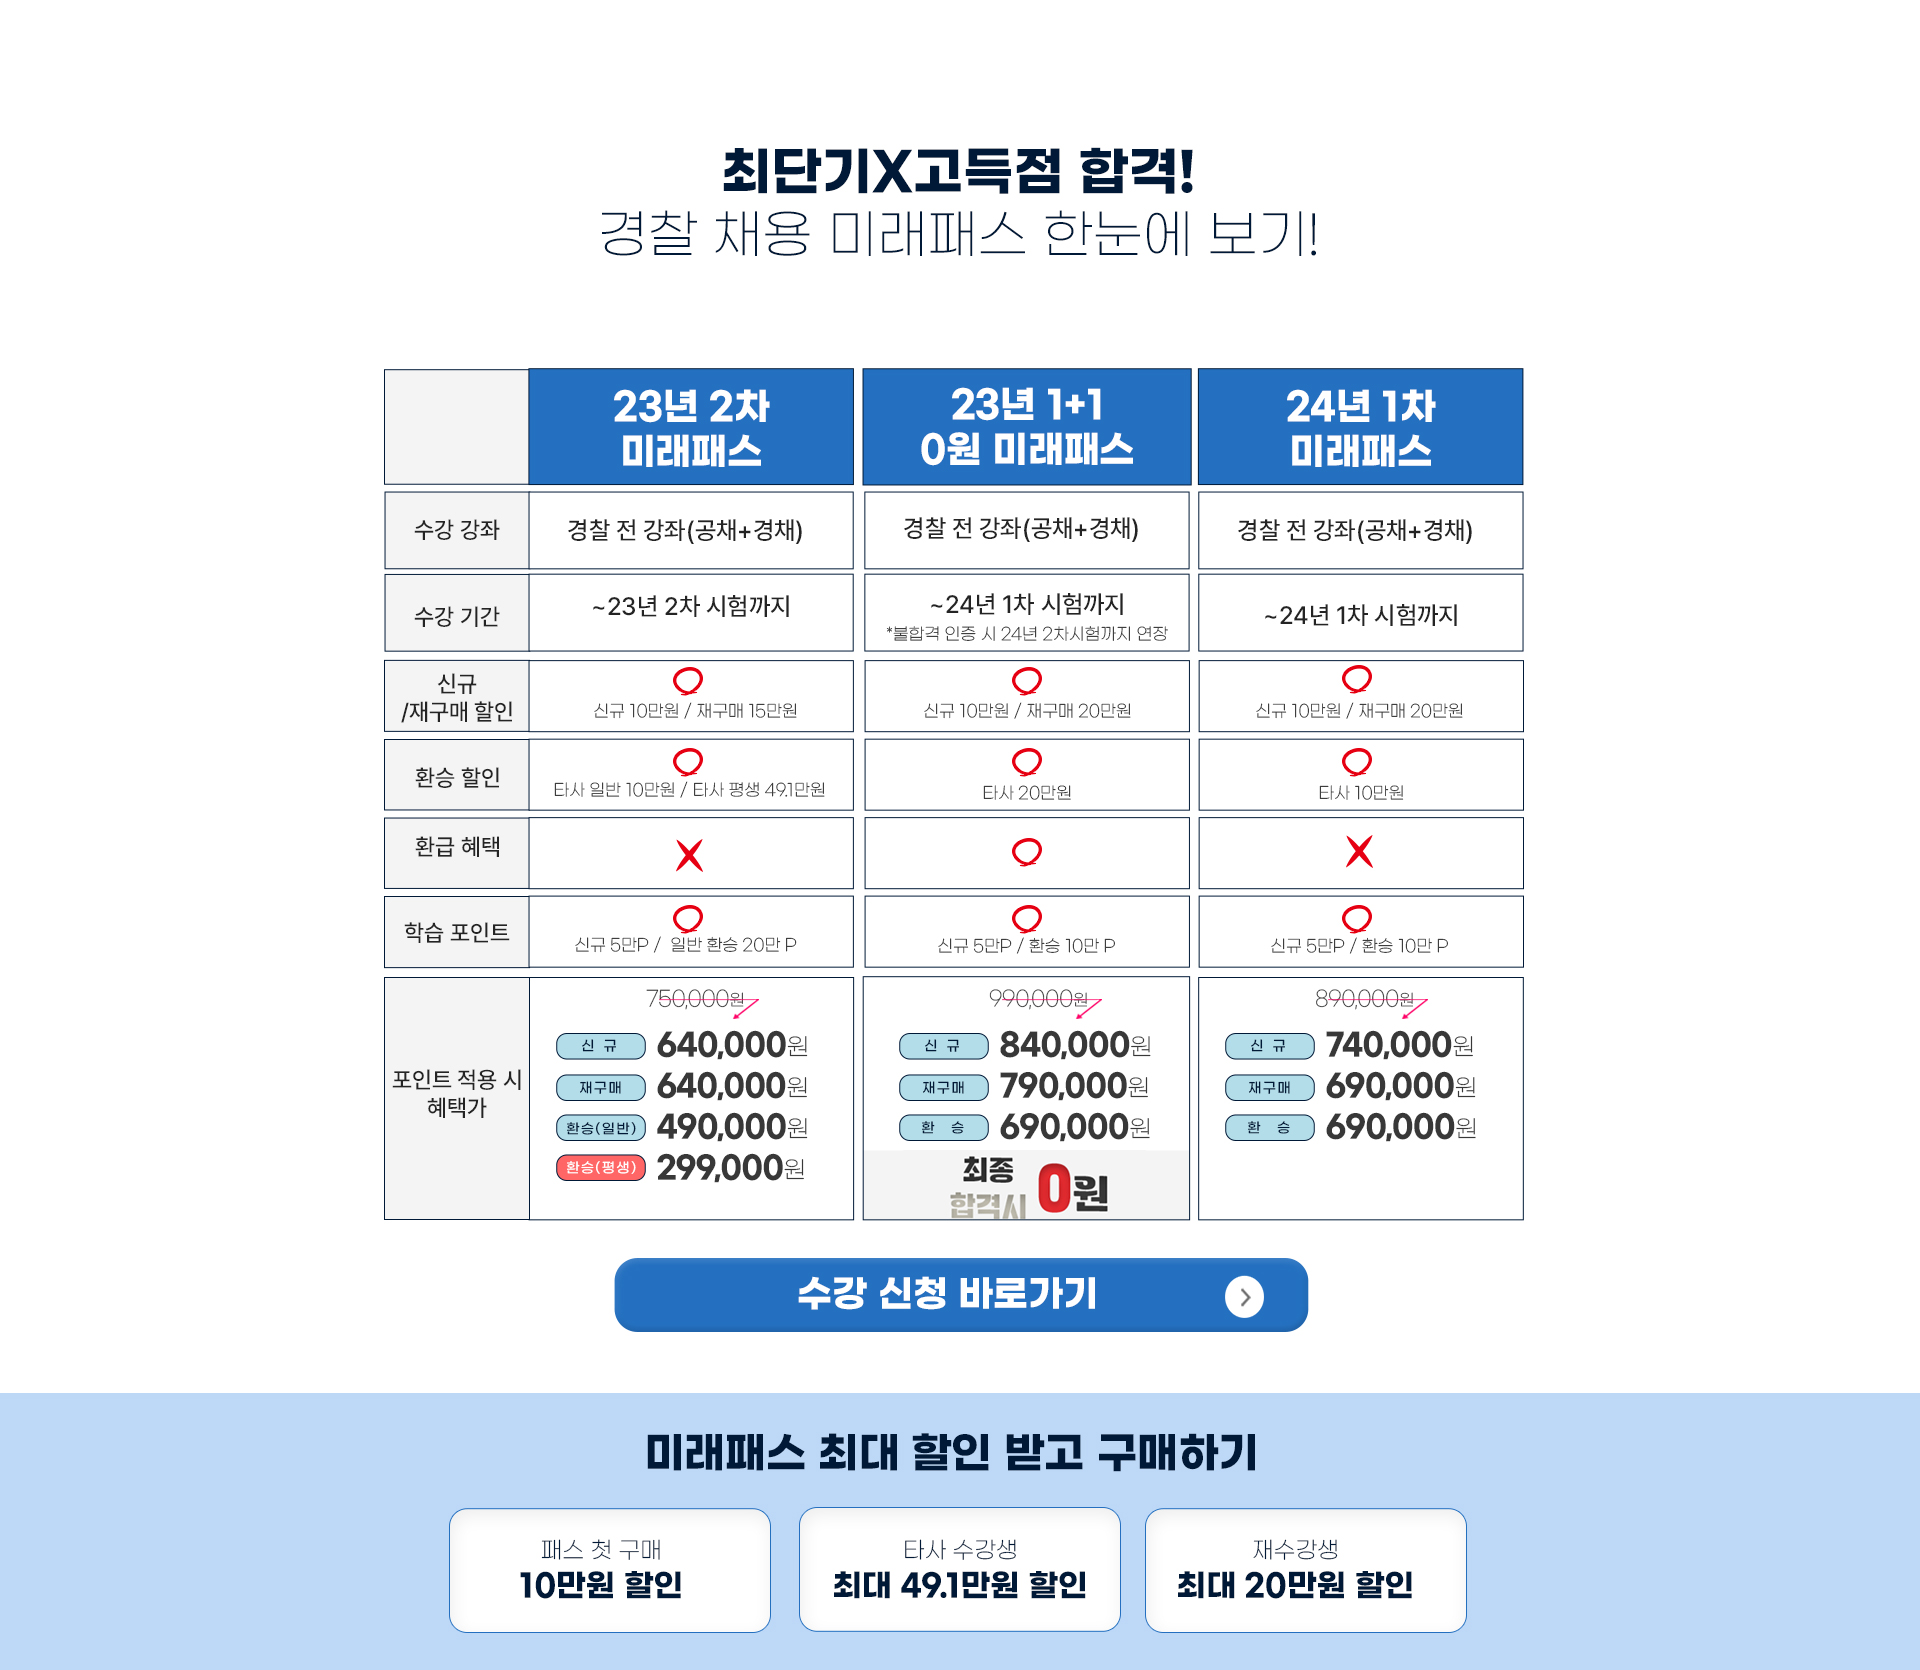 최단기X고득점 합격!
경찰 채용 미래패스 한눈에 보기!
23년 2차
미래패스
23년 1+1
0원 미래패스
24년 1차
미래패스
수강 강좌
경찰 전 강좌(공채+경채)
경찰 전 강좌(공채+경채)
경찰 전 강좌(공채+경채)
수강 기간
~23년 2차 시험까지
~24년 1차 시험까지
*불합격 인증 시 24년 2차시험까지 연장
~24년 1차 시험까지
신규
/재구매 할인
신규 10만원 / 재구매 15만원
신규 10만원 / 재구매 20만원
신규 10만원 / 재구매 20만원
환승 할인
타사 일반 10만원 / 타사 평생 49.1만원
타사 20만원
타사 10만원
환급 혜택
학습 포인트
신규 5만P / 일반 환승 20만 P
신규 5만P / 환승 10만 P
신규 5만P / 환승 10만 P
포인트 적용 시
혜택가
750,000원
신 규 640,000원
재구매 640,000원
환승(일반) 490,000원
환승(평생) 299,000원
990,000원
신 규 840,000원
재구매 790,000원
환 승 690,000원
최종
합격시 0원
890,000원
신 규 740,000원
재구매 690,000원
환 승 690,000원
수강 신청 바로가기
미래패스 최대 할인 받고 구매하기
패스 첫 구매
10만원 할인
타사 수강생
최대 49.1만원 할인
재수강생
최대 20만원 할인